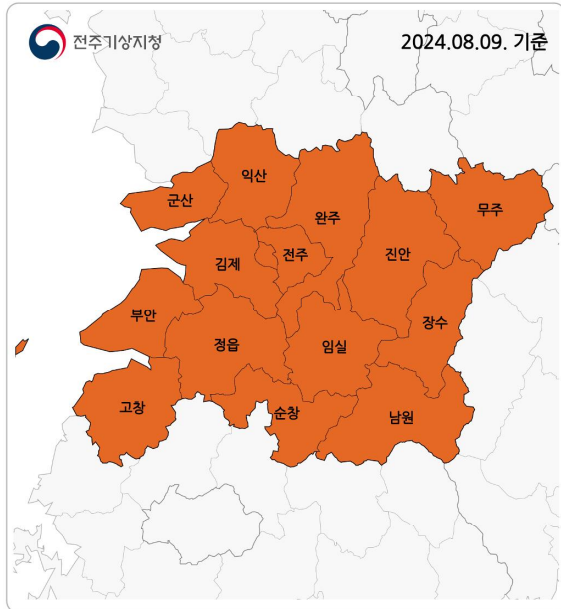 전주기상지청
2024.08.09. 기준
익산
군산
완주
무주
전주
진안
김제
부안
장수
정읍
임실
고창
순창
남원